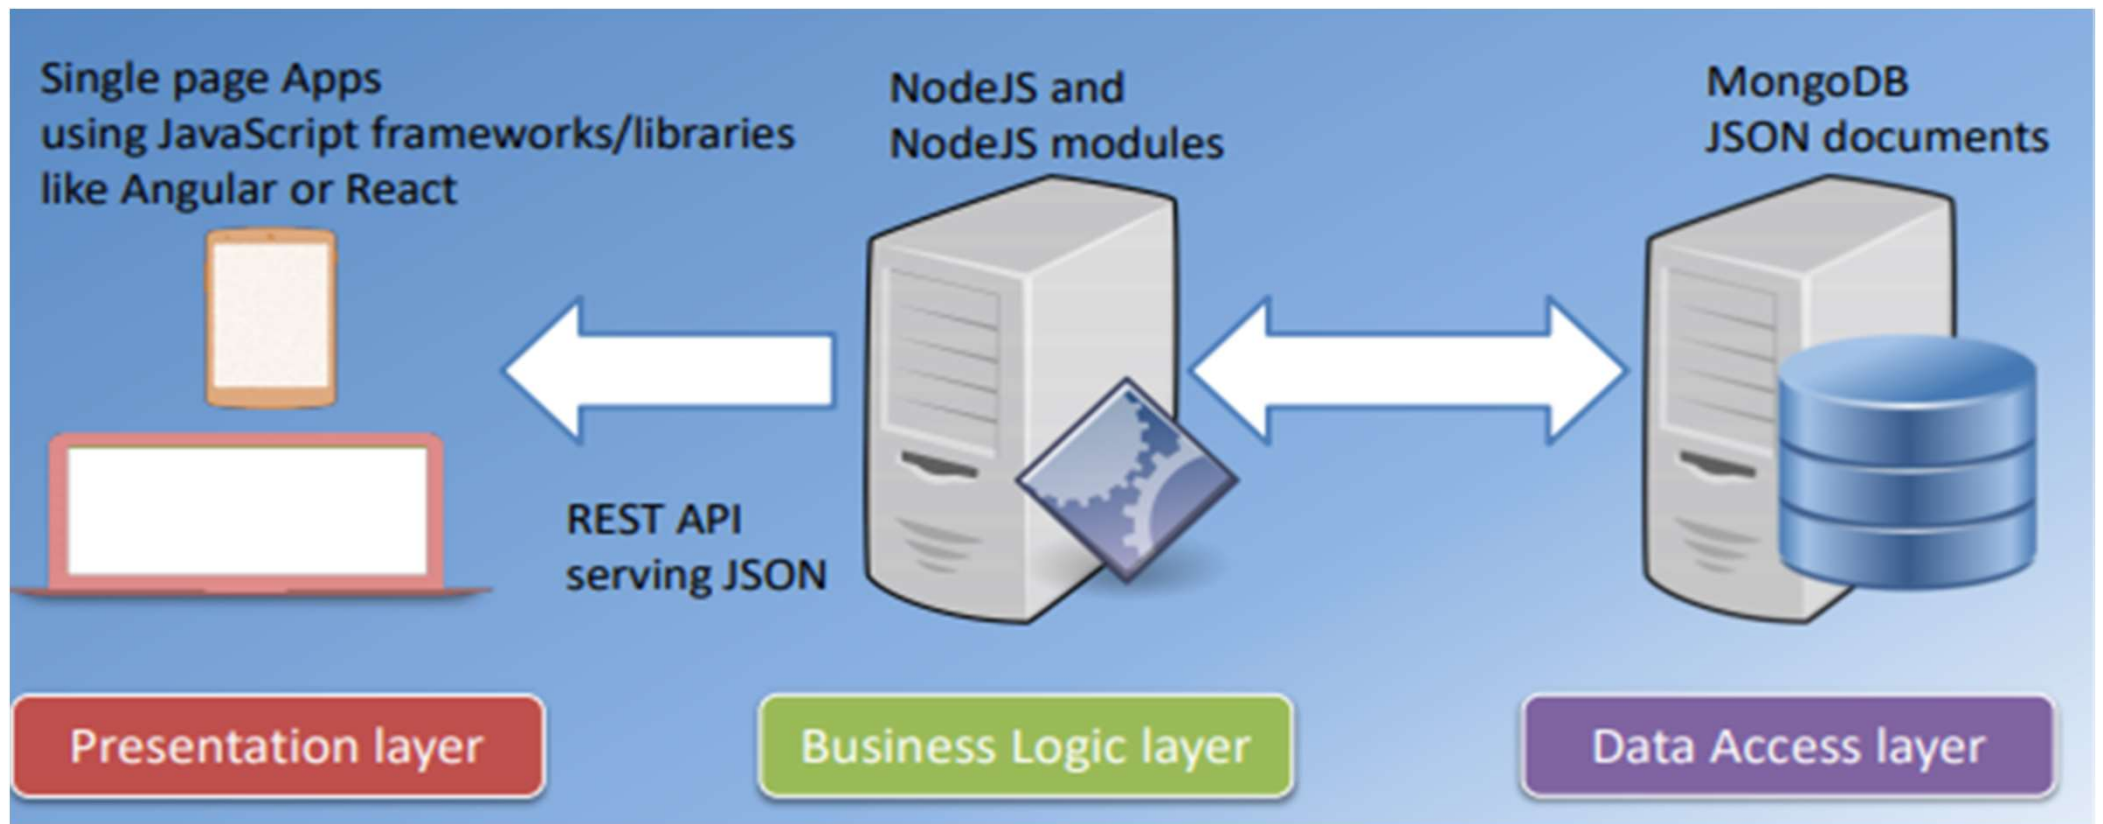 Single page Apps
using JavaScript frameworks/libraries
like Angular or React
NodeJS and
NodeJS modules
MongoDB
JSON documents
REST API
serving JSON
Presentation layer
Business Logic layer
Data Access layer